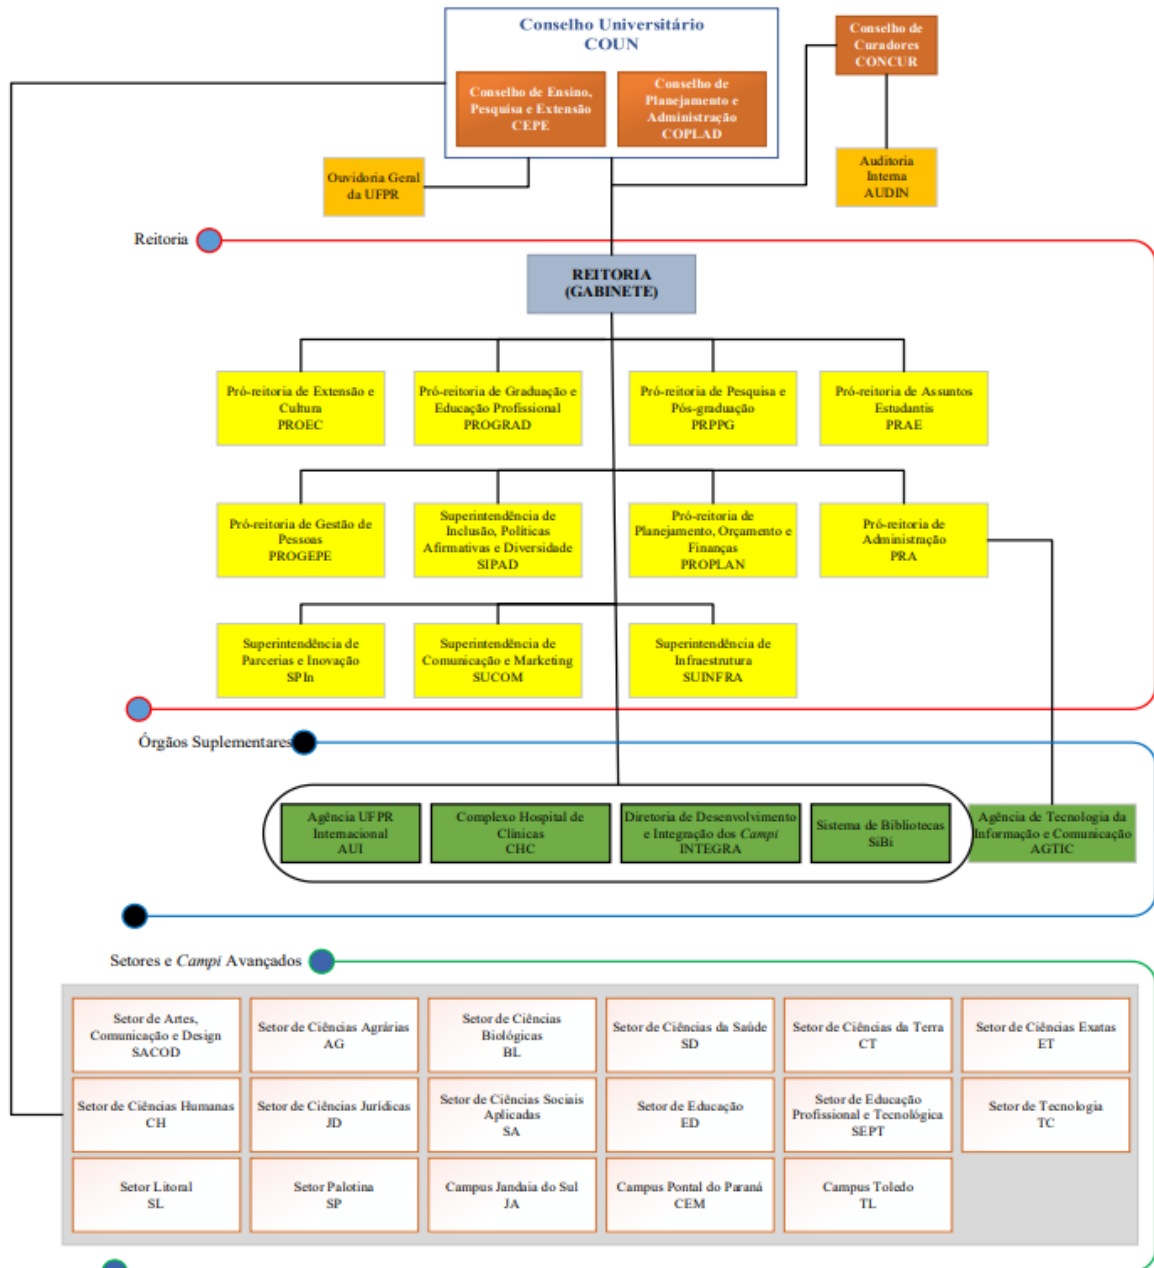 Conselho Universitário
COUN
Conselho de Ensino,
Pesquisa e Extensão
CEPE
Conselho de
Planejamento e
Administração
COPLAD
Conselho de
Curadores
CONCUR
Ouvidoria Geral
da UFPR
Auditoria
Interna
AUDIN
Reitoria
REITORIA
(GABINETE)
Pró-reitoria de Extensão e
Cultura
PROEC
Pró-reitoria de Graduação e
Educação Profissional
PROGRAD
Pró-reitoria de Pesquisa e
Pós-graduação
PRPPG
Pró-reitoria de Assuntos
Estudantis
PRAE
Pró-reitoria de Gestão de
Pessoas
PROGEPE
Superintendência de
Inclusão, Políticas
Afirmativas e Diversidade
SIPAD
Pró-reitoria de
Planejamento, Orçamento e
Finanças
PROPLAN
Pró-reitoria de
Administração
PRA
Superintendência de
Parcerias e Inovação
SPIn
Superintendência de
Comunicação e Marketing
SUCOM
Superintendência de
Infraestrutura
SUINFRA
Órgãos Suplementares
Agência UFPR
Internacional
AUI
Complexo Hospital de
Clínicas
CHC
Diretoria de Desenvolvimento
e Integração dos Campi
INTEGRA
Sistema de Bibliotecas
SiBi
Agência de Tecnologia da
Informação e Comunicação
AGTIC
Setores e Campi Avançados
Setor de Artes,
Comunicação e Design
SACOD
Setor de Ciências Agrárias
AG
Setor de Ciências
Biológicas
BL
Setor de Ciências da Saúde
SD
Setor de Ciências da Terra
CT
Setor de Ciências Exatas
ET
Setor de Ciências Humanas
CH
Setor de Ciências Jurídicas
JD
Setor de Ciências Sociais
Aplicadas
SA
Setor de Educação
ED
Setor de Educação
Profissional e Tecnológica
SEPT
Setor de Tecnologia
TC
Setor Litoral
SL
Setor Palotina
SP
Campus Jandaia do Sul
JA
Campus Pontal do Paraná
CEM
Campus Toledo
TL